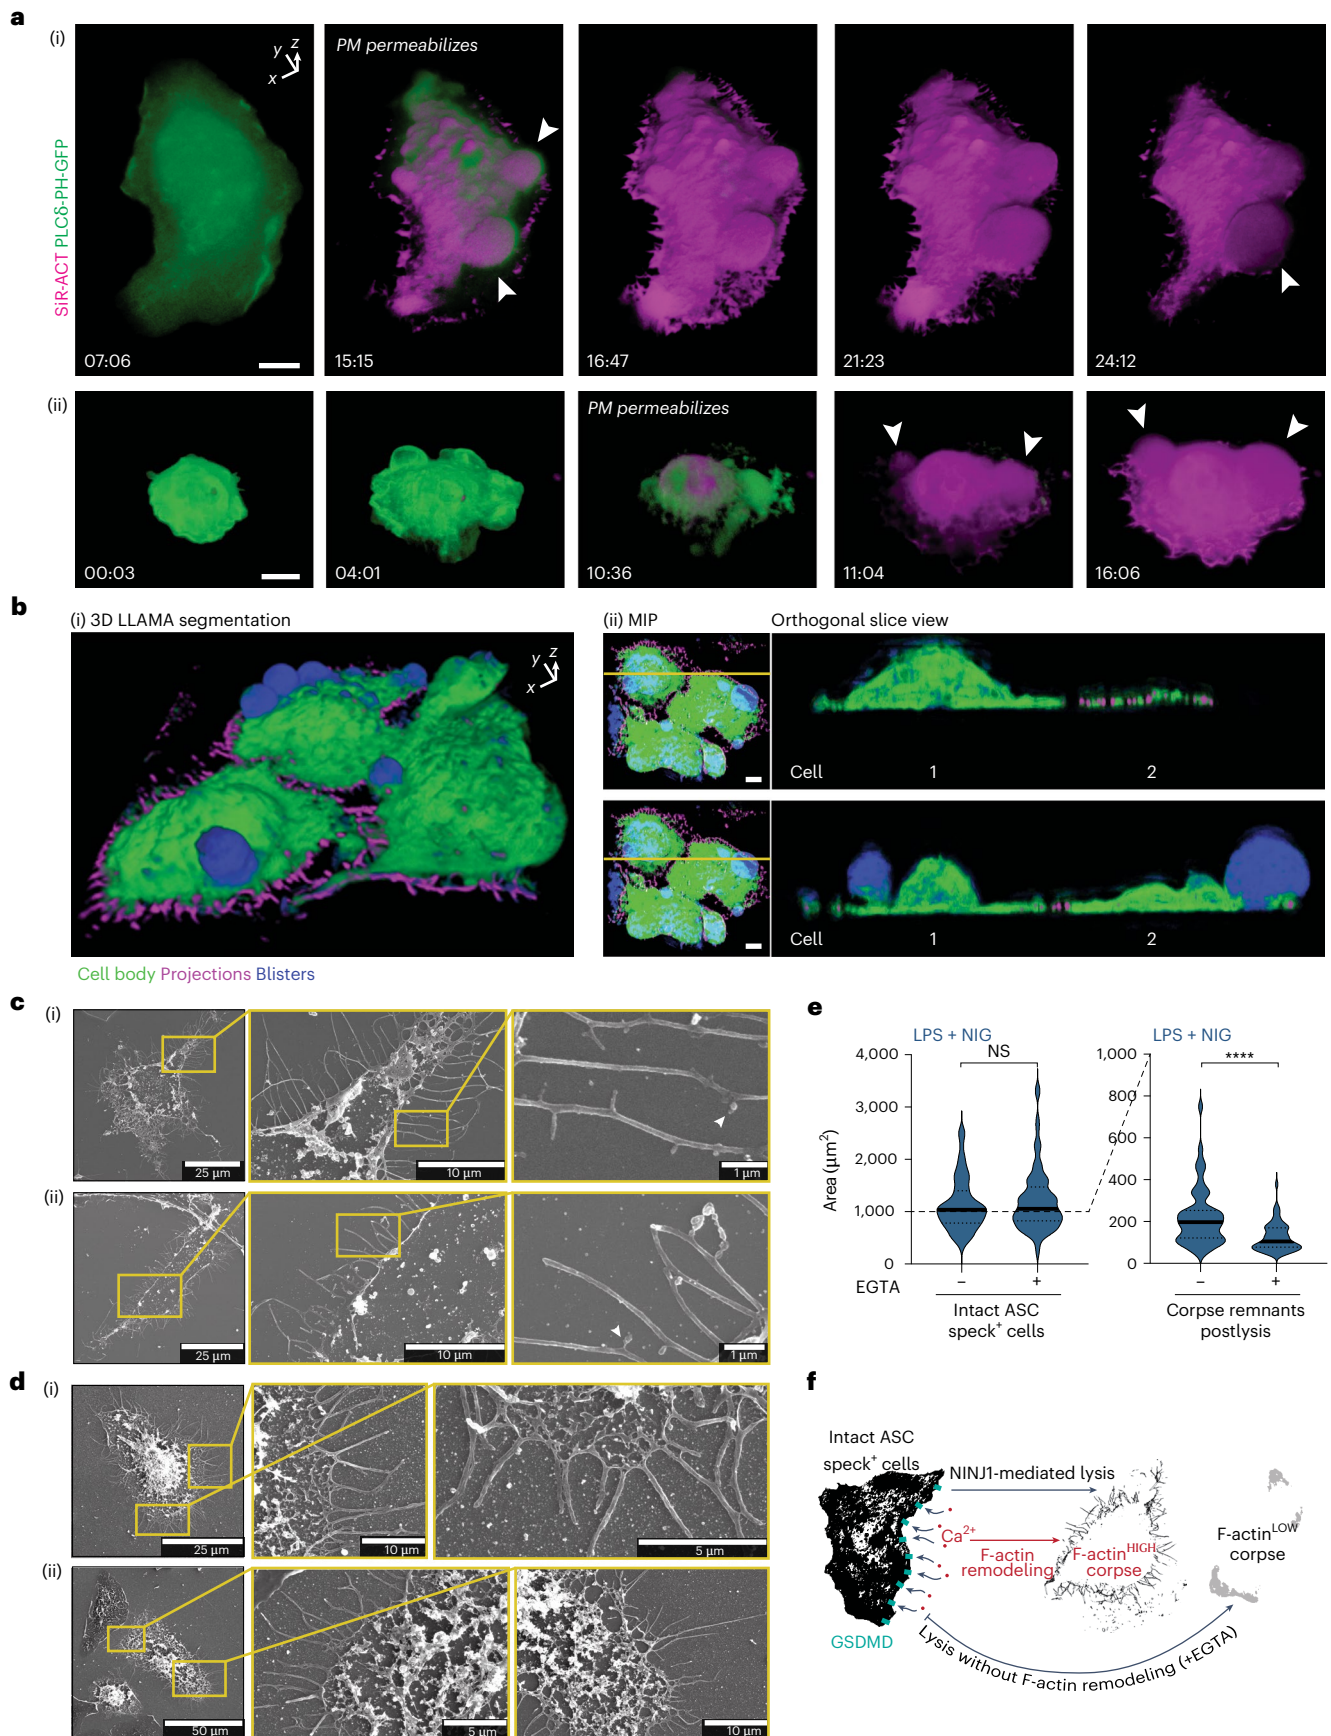 a
(i)
SiR-ACT PLCδ-PH-GFP
x y z
07:06
PM permeabilizes
15:15
16:47
21:23
24:12
(ii)
00:03
04:01
PM permeabilizes
10:36
11:04
16:06
b
(i) 3D LLAMA segmentation
x y z
Cell body Projections Blisters
(ii) MIP
Orthogonal slice view
Cell 1 2
Cell 1 2
c
(i)
25 µm
10 µm
1 µm
(ii)
25 µm
10 µm
1 µm
d
(i)
25 µm
10 µm
5 µm
(ii)
50 µm
5 µm
10 µm
e
LPS + NIG
NS
Area (µm²)
4,000
3,000
2,000
1,000
0
EGTA − +
Intact ASC
speck⁺ cells
LPS + NIG
****
1,000
800
600
400
200
0
− +
Corpse remnants
postlysis
f
Intact ASC
speck⁺ cells
NINJ1-mediated lysis
Ca²⁺
F-actin
remodeling
F-actinHIGH
corpse
F-actinLOW
corpse
GSDMD
Lysis without F-actin remodeling (+EGTA)